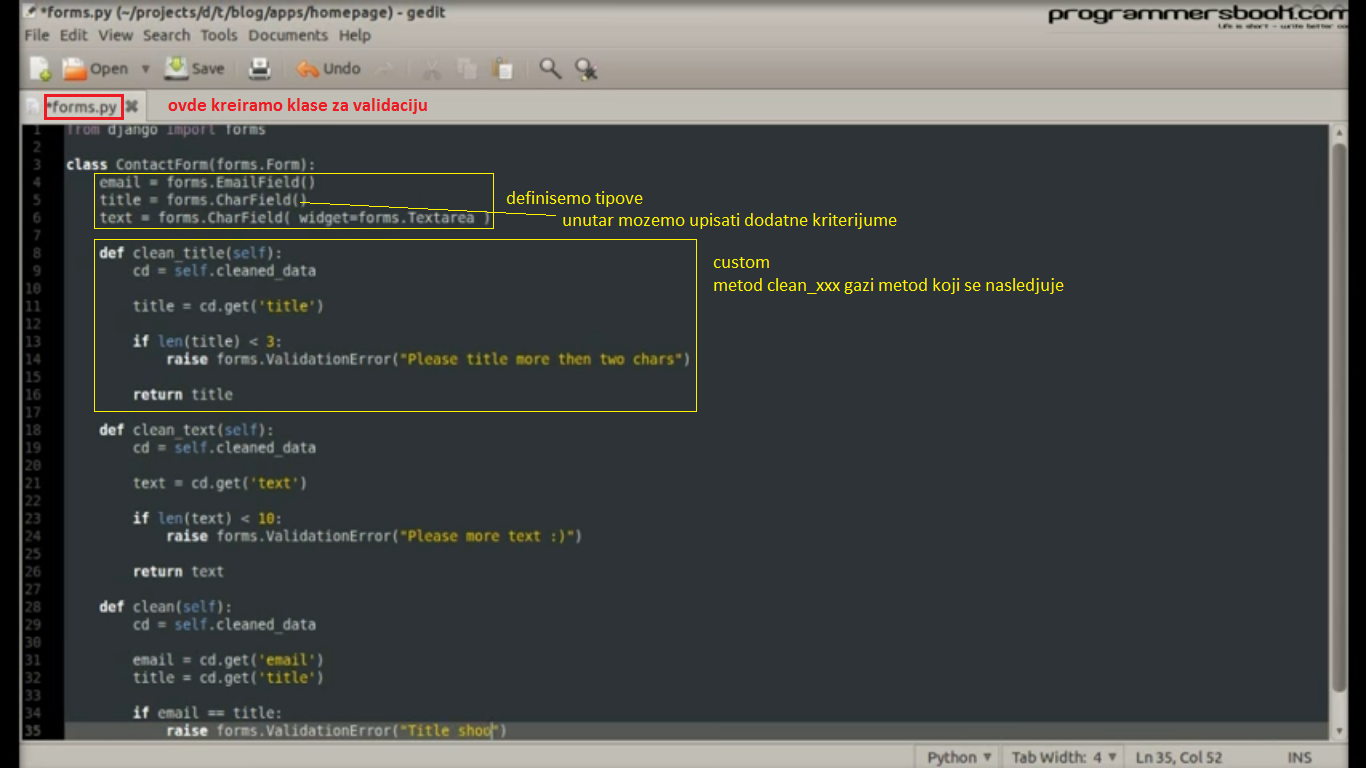 *forms.py (~/projects/d/t/blog/apps/homepage) - gedit
programmersbook.com
File Edit View Search Tools Documents Help
Open Save Undo
*forms.py ovde kreiramo klase za validaciju
1 from django import forms
2
3 class ContactForm(forms.Form):
4 email = forms.EmailField()
5 title = forms.CharField()
definisemo tipove
6 text = forms.CharField( widget=forms.Textarea )
unutar mozemo upisati dodatne kriterijume
7
8 def clean_title(self):
9 cd = self.cleaned_data
custom
metod clean_xxx gazi metod koji se nasledjuje
10
11 title = cd.get('title')
12
13 if len(title) < 3:
14 raise forms.ValidationError("Please title more then two chars")
15
16 return title
17
18 def clean_text(self):
19 cd = self.cleaned_data
20
21 text = cd.get('text')
22
23 if len(text) < 10:
24 raise forms.ValidationError("Please more text :)")
25
26 return text
27
28 def clean(self):
29 cd = self.cleaned_data
30
31 email = cd.get('email')
32 title = cd.get('title')
33
34 if email == title:
35 raise forms.ValidationError("Title shoo")
Python Tab Width: 4 Ln 35, Col 52 INS